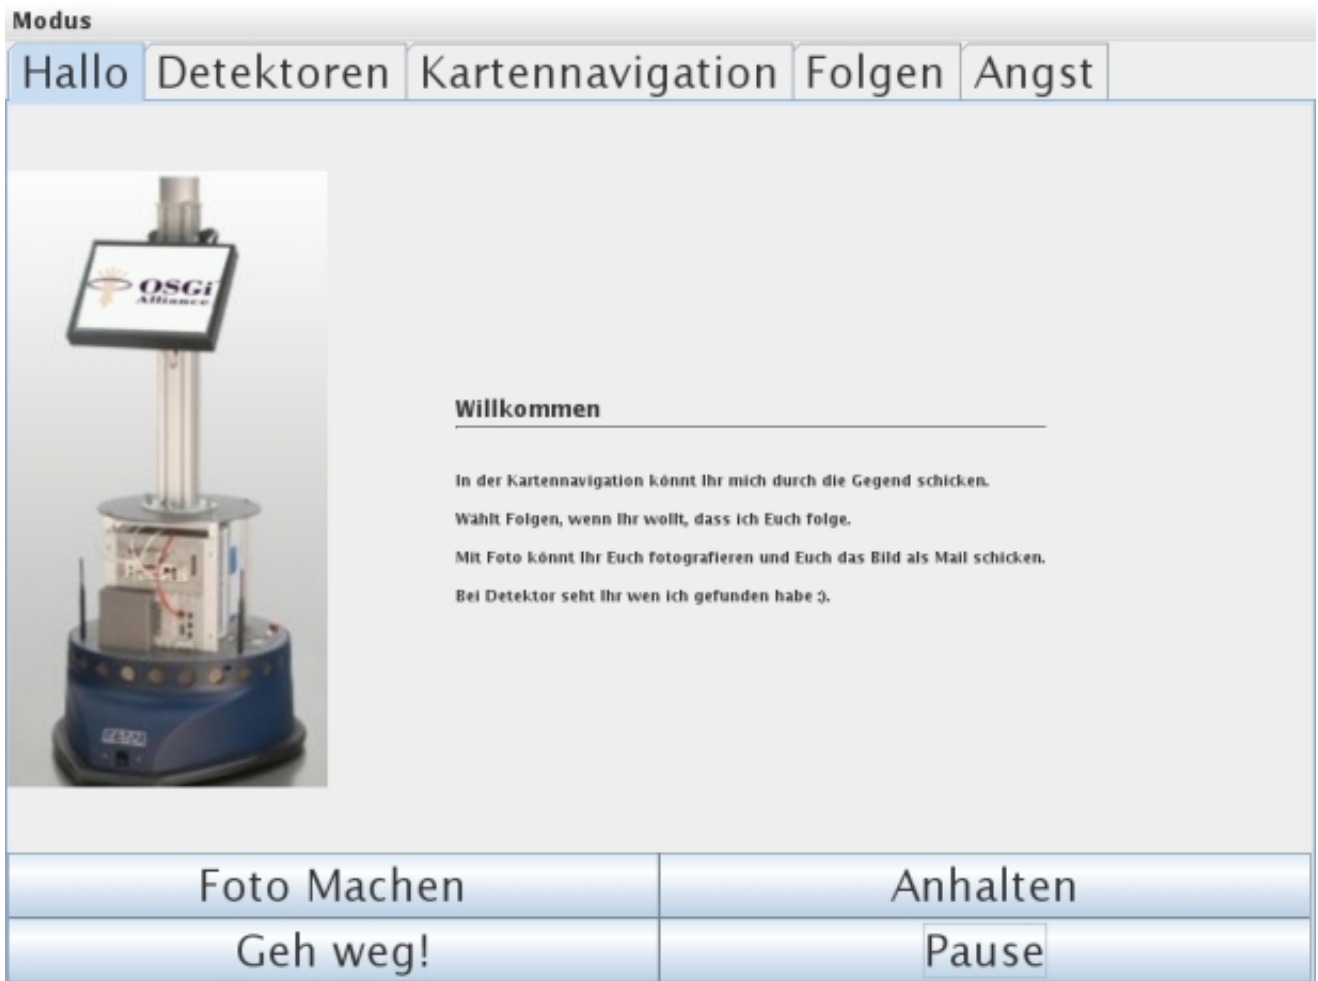 Modus
Hallo Detektoren Kartennavigation Folgen Angst
OSGi
Alliance
Willkommen
In der Kartennavigation könnt Ihr mich durch die Gegend schicken.
Wählt Folgen, wenn Ihr wollt, dass ich Euch folge.
Mit Foto könnt Ihr Euch fotografieren und Euch das Bild als Mail schicken.
Bei Detektor seht Ihr wen ich gefunden habe :).
Foto Machen Anhalten
Geh weg! Pause